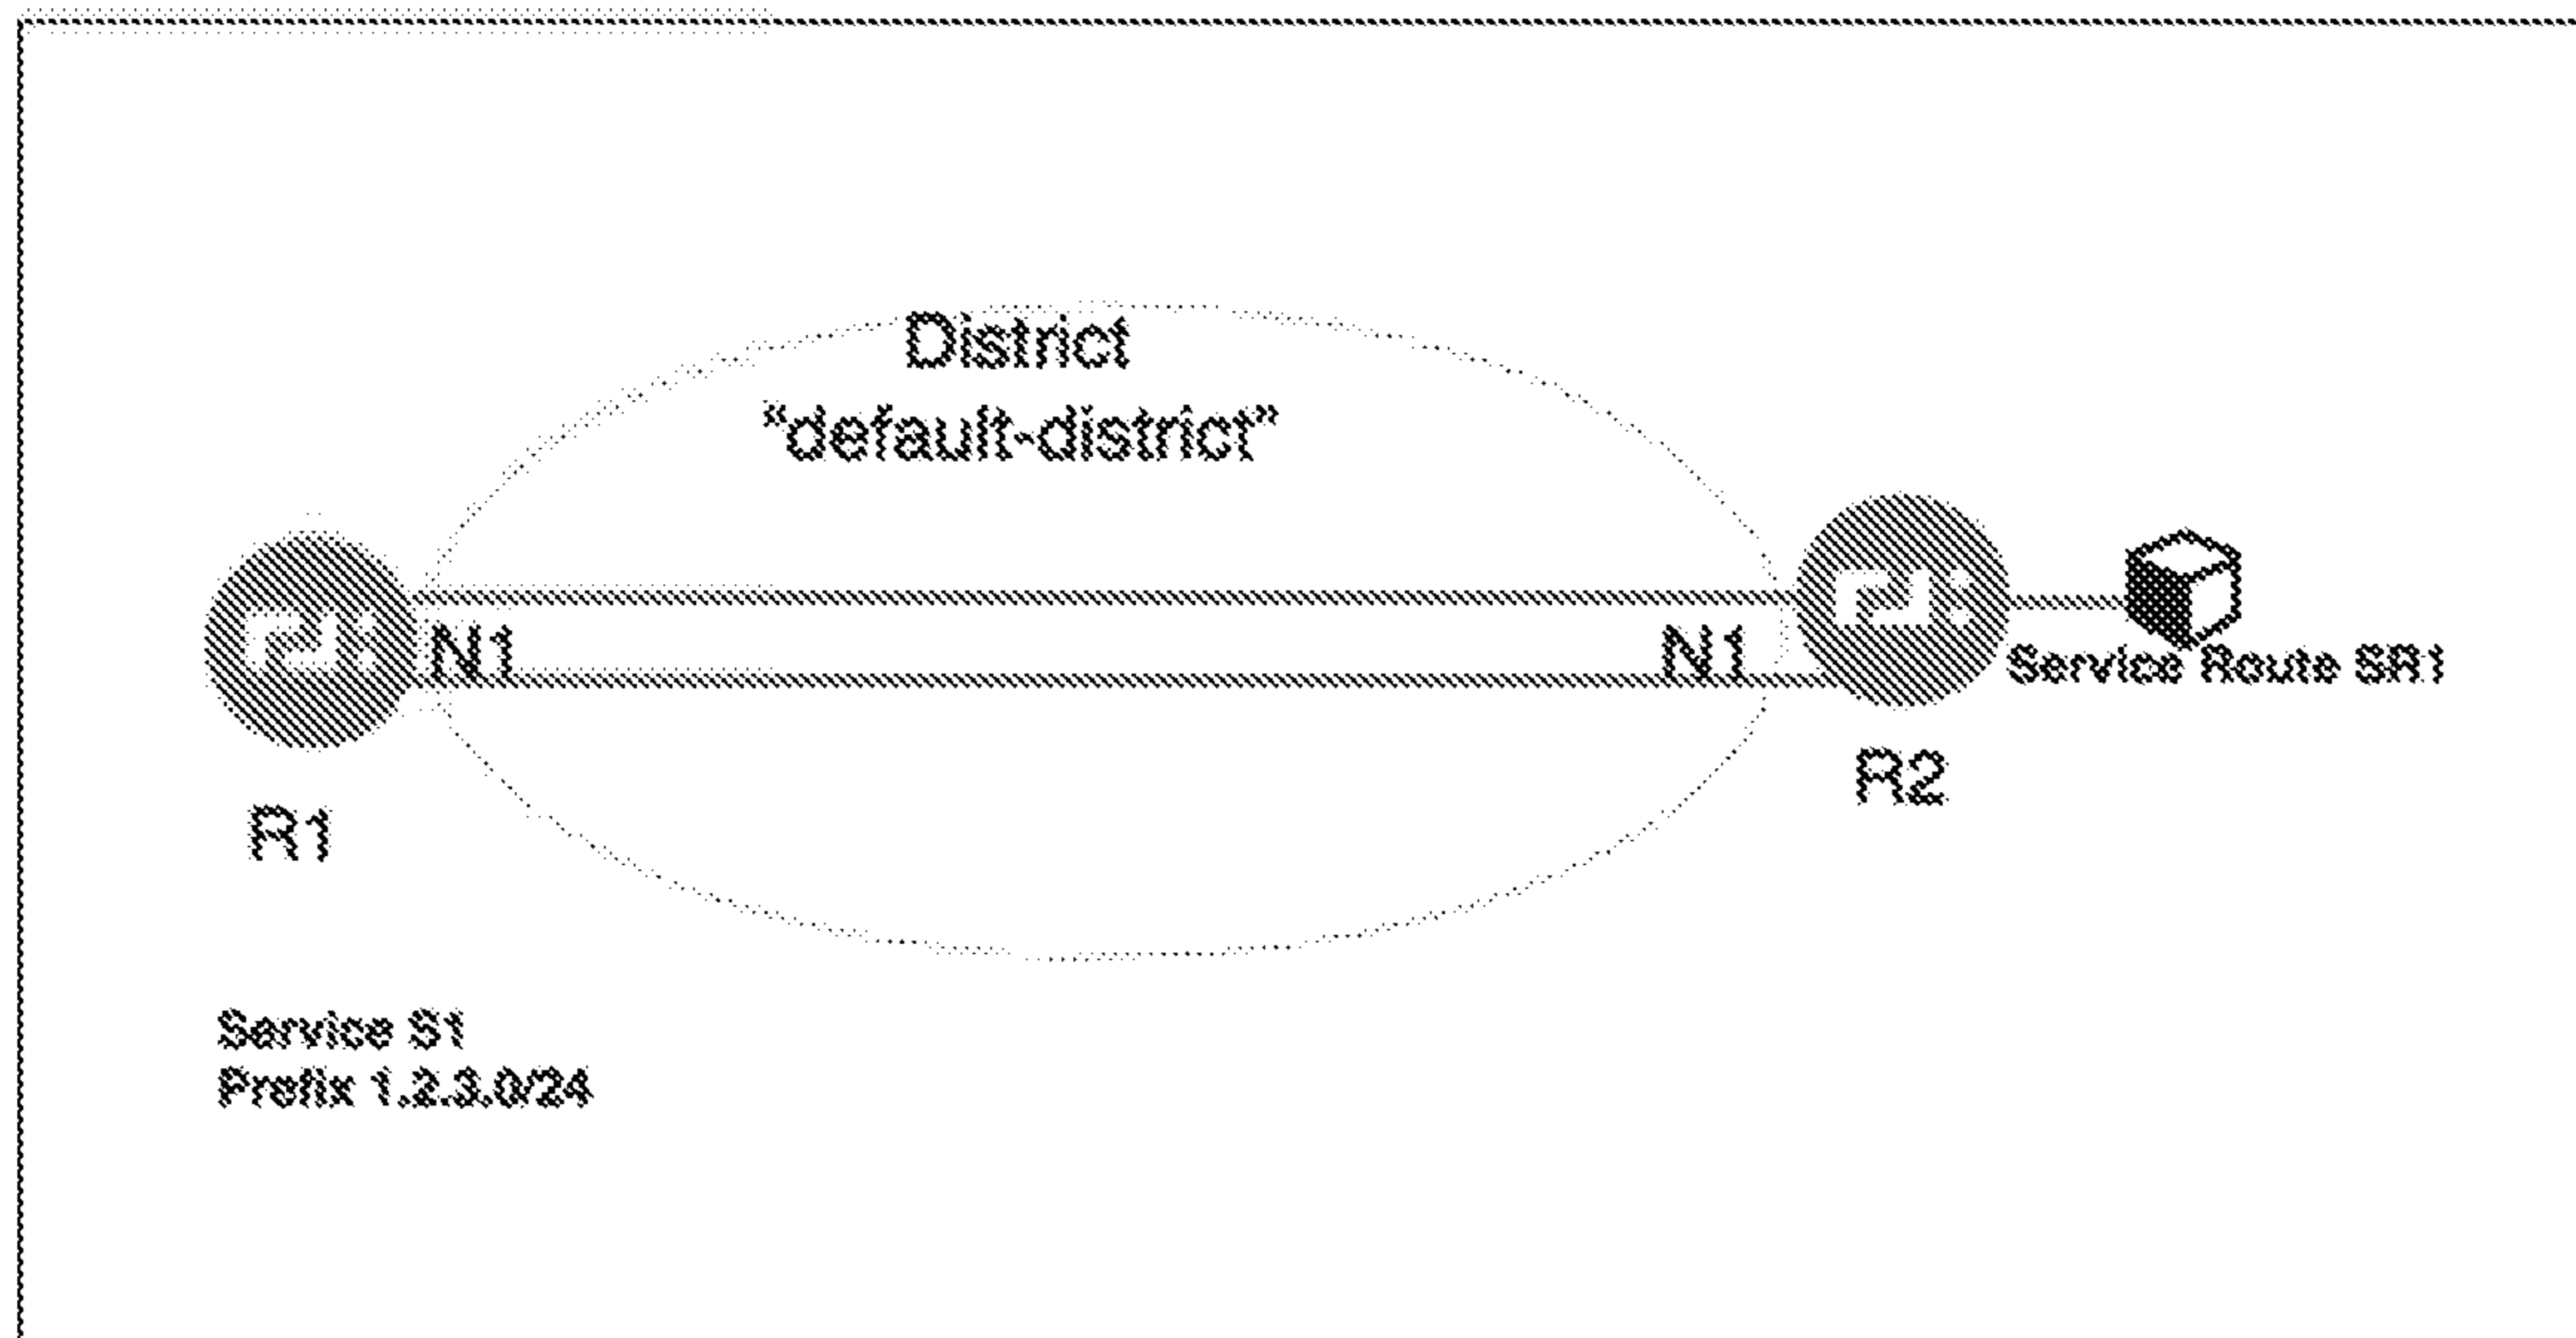 District
“default-district”
N1
N1
Service Route SR1
R2
R1
Service S1
Prefix 1.2.3.0/24